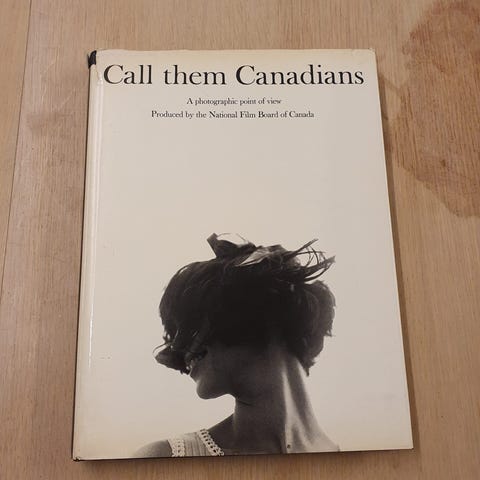 Call them Canadians
A photographic point of view
Produced by the National Film Board of Canada